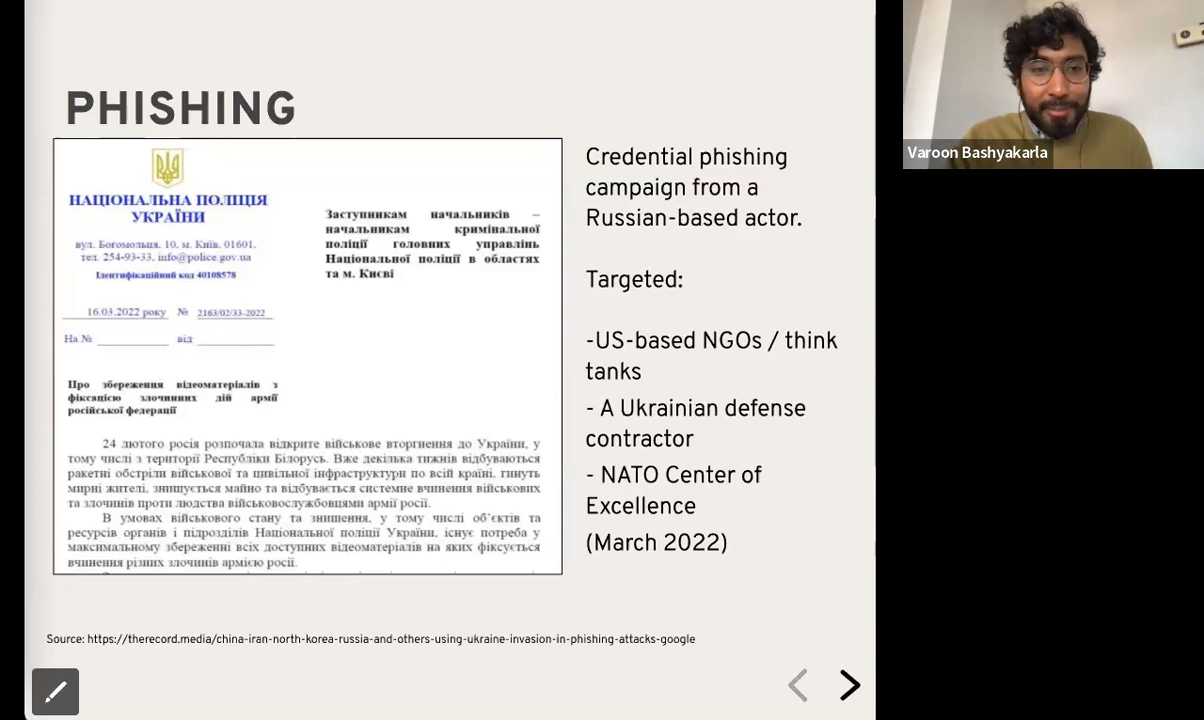 PHISHING
НАЦІОНАЛЬНА ПОЛІЦІЯ
УКРАЇНИ
вул. Богомольця, 10, м. Київ, 01601,
тел. 254-93-33, info@police.gov.ua
Ідентифікаційний код 40108578
16.03.2022 року № 2163/02/33-2022
На № від
Заступникам начальників –
начальникам кримінальної
поліції головних управлінь
Національної поліції в областях
та м. Києві
Про збереження відеоматеріалів з
фіксацією злочинних дій армії
російської федерації
24 лютого росія розпочала відкрите військове вторгнення до України, у
тому числі з території Республіки Білорусь. Вже декілька тижнів відбуваються
ракетні обстріли військової та цивільної інфраструктури по всій країні, гинуть
мирні жителі, знищується майно та відбувається системне вчинення військових
та злочинів проти людства військовослужбовцями армії росії.
В умовах військового стану та знищення, у тому числі об’єктів та
ресурсів органів і підрозділів Національної поліції України, існує потреба у
максимальному збереженні всіх доступних відеоматеріалів на яких фіксується
вчинення різних злочинів армією росії.
Credential phishing
campaign from a
Russian-based actor.
Targeted:
-US-based NGOs / think
tanks
- A Ukrainian defense
contractor
- NATO Center of
Excellence
(March 2022)
Source: https://therecord.media/china-iran-north-korea-russia-and-others-using-ukraine-invasion-in-phishing-attacks-google
Varoon Bashyakarla